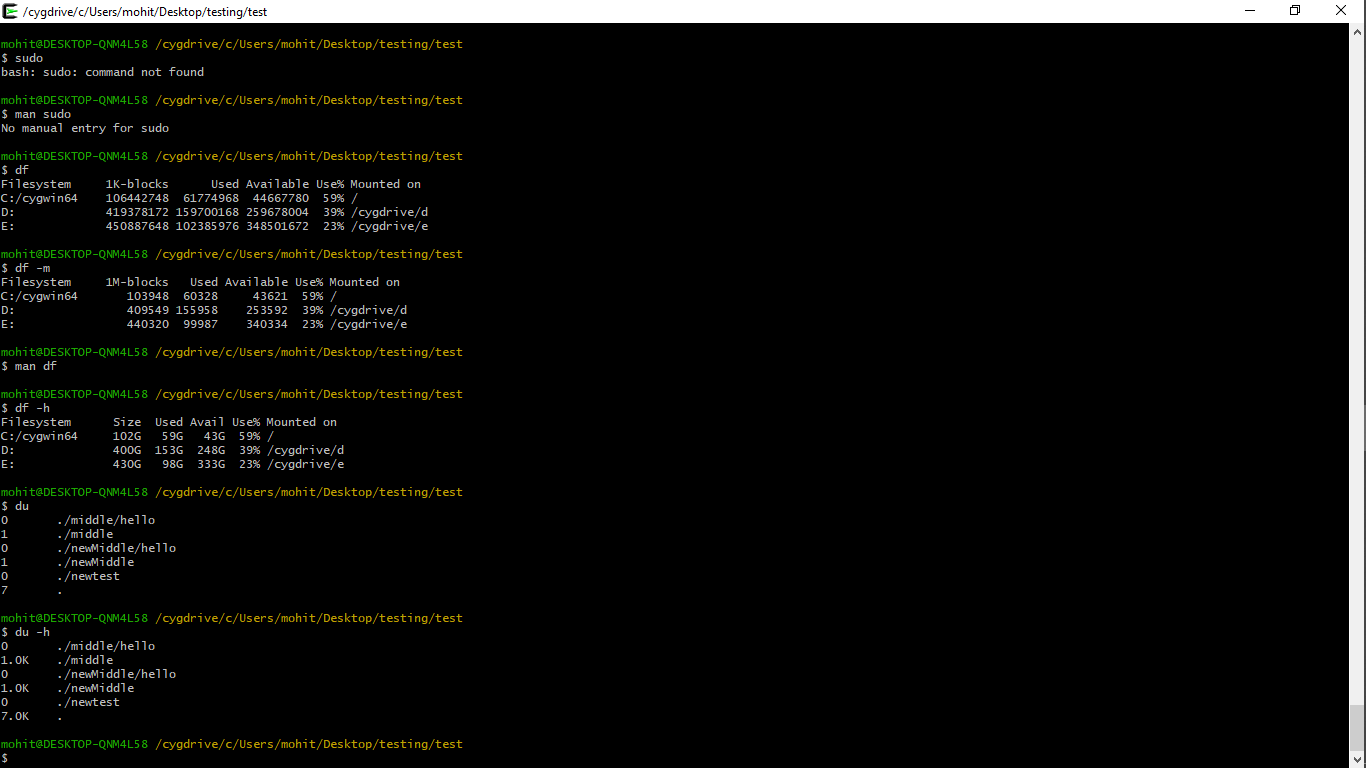 /cygdrive/c/Users/mohit/Desktop/testing/test
mohit@DESKTOP-QNM4L58 /cygdrive/c/Users/mohit/Desktop/testing/test
$ sudo
bash: sudo: command not found
mohit@DESKTOP-QNM4L58 /cygdrive/c/Users/mohit/Desktop/testing/test
$ man sudo
No manual entry for sudo
mohit@DESKTOP-QNM4L58 /cygdrive/c/Users/mohit/Desktop/testing/test
$ df
Filesystem     1K-blocks      Used Available Use% Mounted on
C:/cygwin64    106442748  61774968  44667780  59% /
D:             419378172 159700168 259678004  39% /cygdrive/d
E:             450887648 102385976 348501672  23% /cygdrive/e
mohit@DESKTOP-QNM4L58 /cygdrive/c/Users/mohit/Desktop/testing/test
$ df -m
Filesystem     1M-blocks   Used Available Use% Mounted on
C:/cygwin64       103948  60328     43621  59% /
D:                409549 155958    253592  39% /cygdrive/d
E:                440320  99987    340334  23% /cygdrive/e
mohit@DESKTOP-QNM4L58 /cygdrive/c/Users/mohit/Desktop/testing/test
$ man df
mohit@DESKTOP-QNM4L58 /cygdrive/c/Users/mohit/Desktop/testing/test
$ df -h
Filesystem      Size  Used Avail Use% Mounted on
C:/cygwin64     102G   59G   43G  59% /
D:              400G  153G  248G  39% /cygdrive/d
E:              430G   98G  333G  23% /cygdrive/e
mohit@DESKTOP-QNM4L58 /cygdrive/c/Users/mohit/Desktop/testing/test
$ du
0       ./middle/hello
1       ./middle
0       ./newMiddle/hello
1       ./newMiddle
0       ./newtest
7       .
mohit@DESKTOP-QNM4L58 /cygdrive/c/Users/mohit/Desktop/testing/test
$ du -h
0       ./middle/hello
1.0K    ./middle
0       ./newMiddle/hello
1.0K    ./newMiddle
0       ./newtest
7.0K    .
mohit@DESKTOP-QNM4L58 /cygdrive/c/Users/mohit/Desktop/testing/test
$